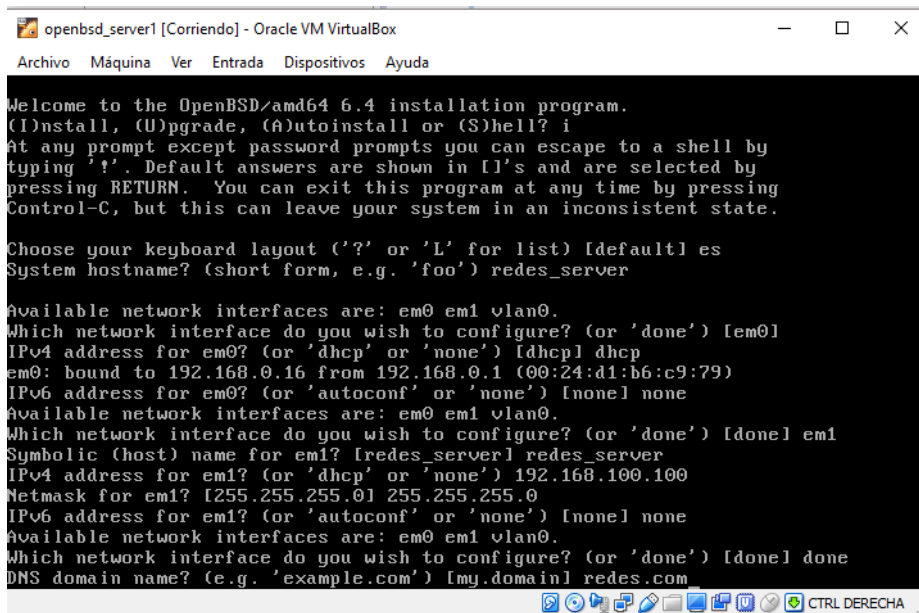 openbsd_server1 [Corriendo] - Oracle VM VirtualBox
Archivo Máquina Ver Entrada Dispositivos Ayuda
Welcome to the OpenBSD/amd64 6.4 installation program.
(I)nstall, (U)pgrade, (A)utoinstall or (S)hell? i
At any prompt except password prompts you can escape to a shell by
typing '!'. Default answers are shown in []'s and are selected by
pressing RETURN.  You can exit this program at any time by pressing
Control-C, but this can leave your system in an inconsistent state.
Choose your keyboard layout ('?' or 'L' for list) [default] es
System hostname? (short form, e.g. 'foo') redes_server
Available network interfaces are: em0 em1 vlan0.
Which network interface do you wish to configure? (or 'done') [em0]
IPv4 address for em0? (or 'dhcp' or 'none') [dhcp] dhcp
em0: bound to 192.168.0.16 from 192.168.0.1 (00:24:d1:b6:c9:79)
IPv6 address for em0? (or 'autoconf' or 'none') [none] none
Available network interfaces are: em0 em1 vlan0.
Which network interface do you wish to configure? (or 'done') [done] em1
Symbolic (host) name for em1? [redes_server] redes_server
IPv4 address for em1? (or 'dhcp' or 'none') 192.168.100.100
Netmask for em1? [255.255.255.0] 255.255.255.0
IPv6 address for em1? (or 'autoconf' or 'none') [none] none
Available network interfaces are: em0 em1 vlan0.
Which network interface do you wish to configure? (or 'done') [done] done
DNS domain name? (e.g. 'example.com') [my.domain] redes.com_
CTRL DERECHA